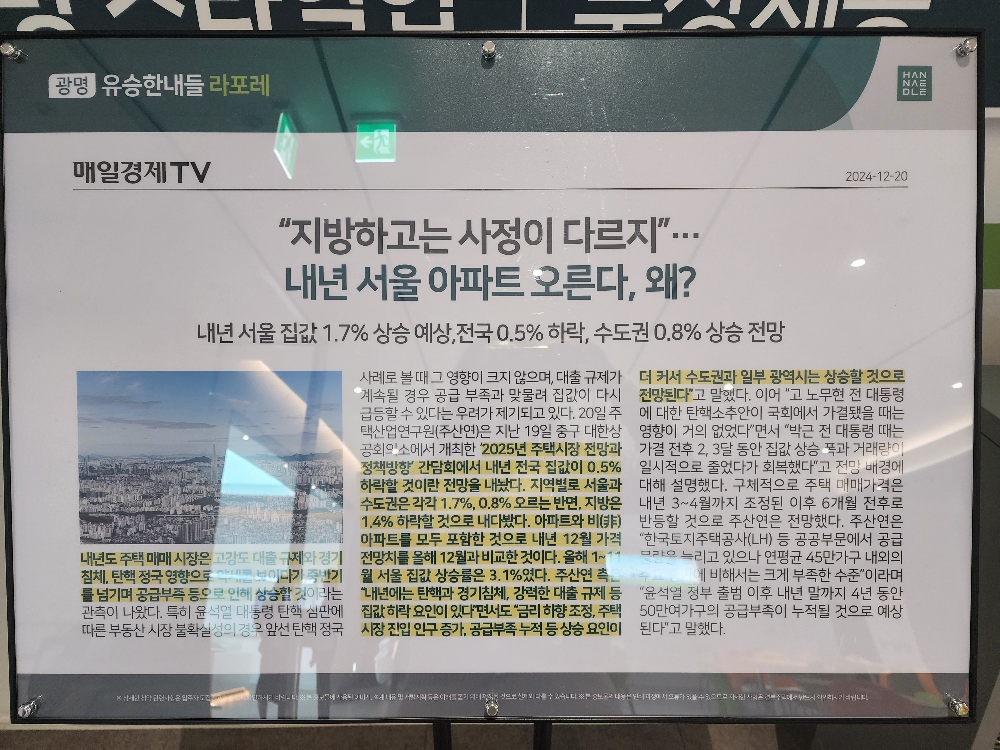 광명 유승한내들 라포레
HAN
NAE
DLE
매일경제TV
2024-12-20
“지방하고는 사정이 다르지”…
내년 서울 아파트 오른다, 왜?
내년 서울 집값 1.7% 상승 예상,전국 0.5% 하락, 수도권 0.8% 상승 전망
내년도 주택 매매 시장은 고강도 대출 규제와 경기
침체, 탄핵 정국 영향으로 약세를 보이다가 중반기
를 넘기며 공급부족 등으로 인해 상승할 것이라는
관측이 나왔다. 특히 윤석열 대통령 탄핵 심판에
따른 부동산 시장 불확실성의 경우 앞선 탄핵 정국
사례로 볼 때 그 영향이 크지 않으며, 대출 규제가
계속될 경우 공급 부족과 맞물려 집값이 다시
급등할 수 있다는 우려가 제기되고 있다. 20일 주
택산업연구원(주산연)은 지난 19일 중구 대한상
공회의소에서 개최한 ‘2025년 주택시장 전망과
정책방향’ 간담회에서 내년 전국 집값이 0.5%
하락할 것이란 전망을 내놨다. 지역별로 서울과
수도권은 각각 1.7%, 0.8% 오르는 반면, 지방은
1.4% 하락할 것으로 내다봤다. 아파트와 비(非)
아파트를 모두 포함한 것으로 내년 12월 가격
전망치를 올해 12월과 비교한 것이다. 올해 1~11
월 서울 집값 상승률은 3.1%였다. 주산연 측은
“내년에는 탄핵과 경기침체, 강력한 대출 규제 등
집값 하락 요인이 있다”면서도 “금리 하향 조정, 주택
시장 진입 인구 증가, 공급부족 누적 등 상승 요인이
더 커서 수도권과 일부 광역시는 상승할 것으로
전망된다”고 말했다. 이어 “고 노무현 전 대통령
에 대한 탄핵소추안이 국회에서 가결됐을 때는
영향이 거의 없었다”면서 “박근 전 대통령 때는
가결 전후 2, 3달 동안 집값 상승 폭과 거래량이
일시적으로 줄었다가 회복했다”고 전망 배경에
대해 설명했다. 구체적으로 주택 매매가격은
내년 3~4월까지 조정된 이후 6개월 전후로
반등할 것으로 주산연은 전망했다. 주산연은
“한국토지주택공사(LH) 등 공공부문에서 공급
물량을 늘리고 있으나 연평균 45만가구 내외의
비해서는 크게 부족한 수준”이라며
“윤석열 정부 출범 이후 내년 말까지 4년 동안
50만여가구의 공급부족이 누적될 것으로 예상
된다”고 말했다.